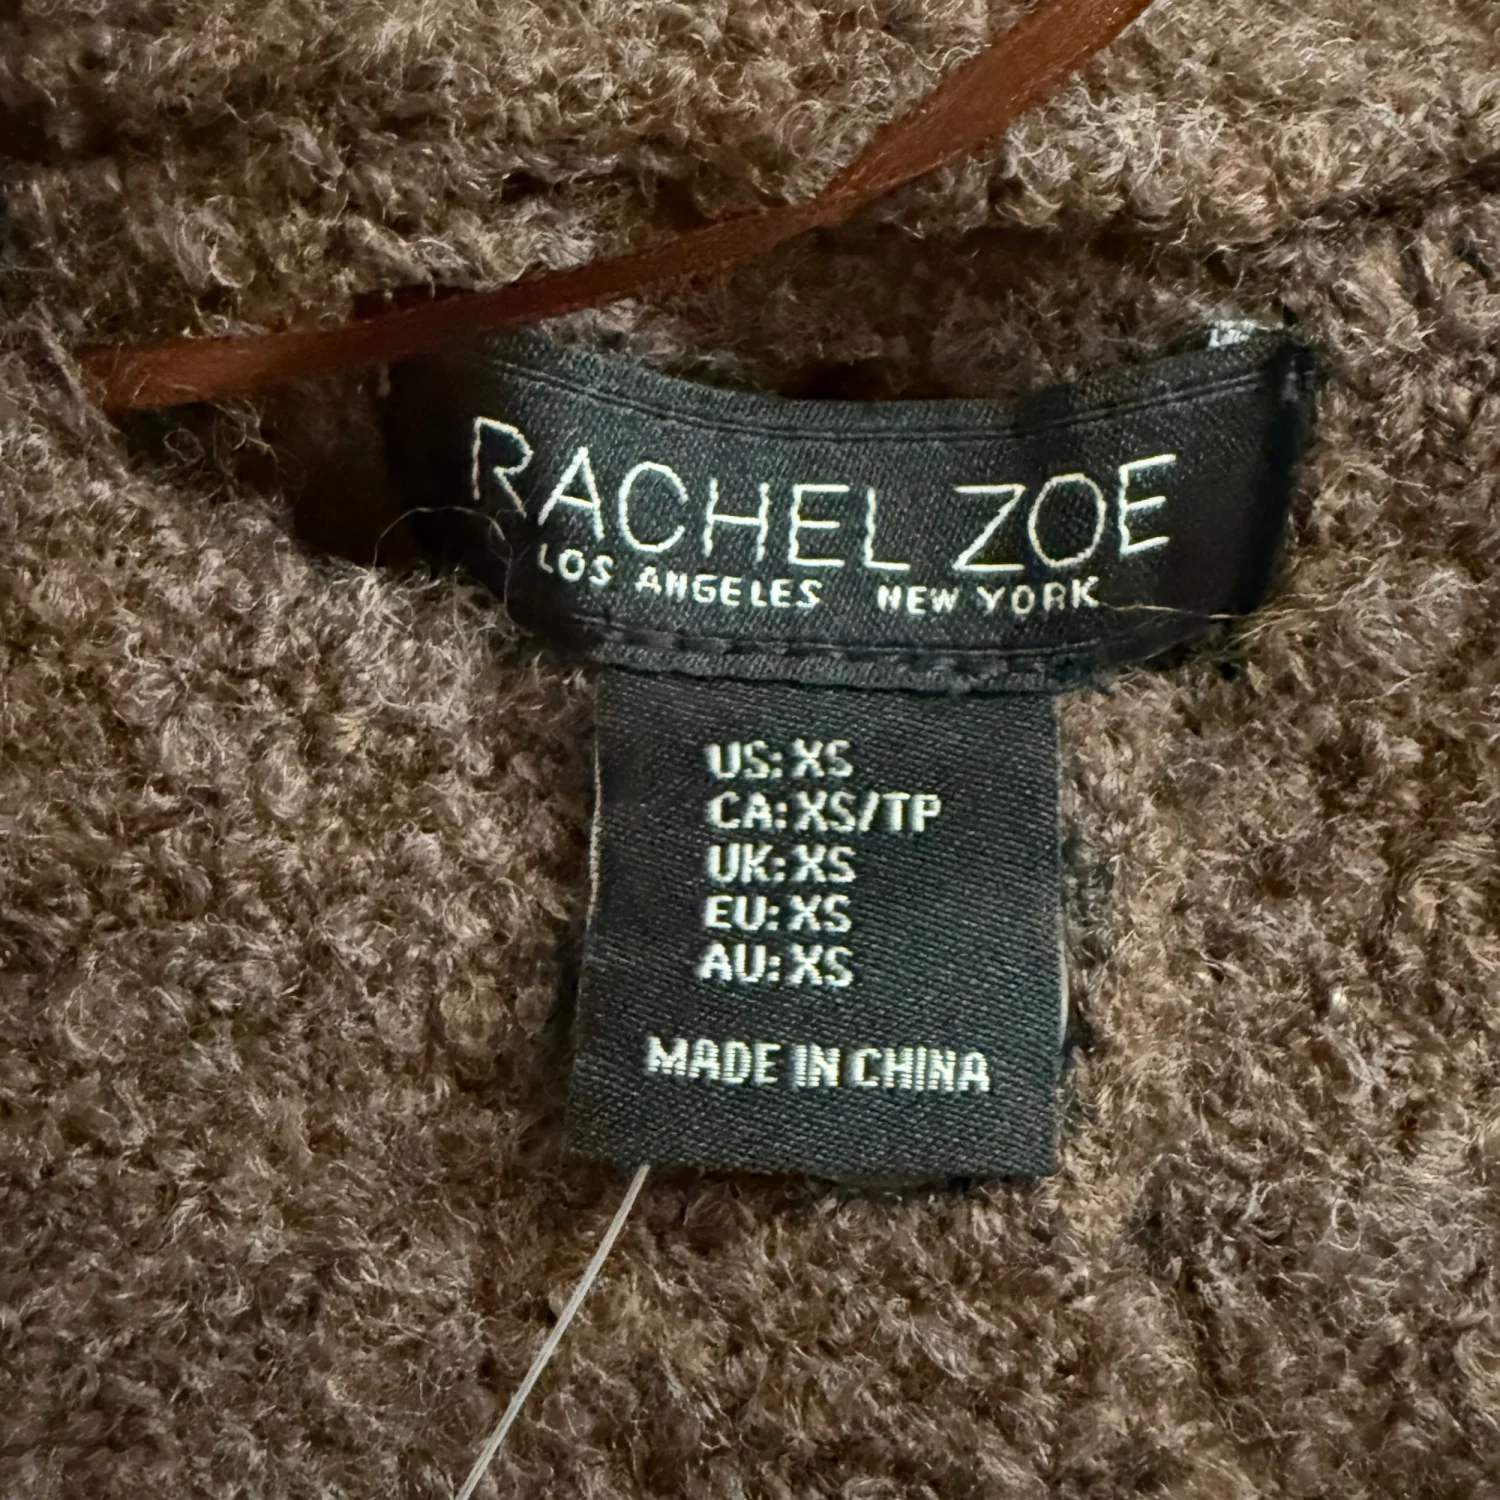 RACHEL ZOE
LOS ANGELES NEW YORK
US: XS
CA: XS/TP
UK: XS
EU: XS
AU: XS
MADE IN CHINA